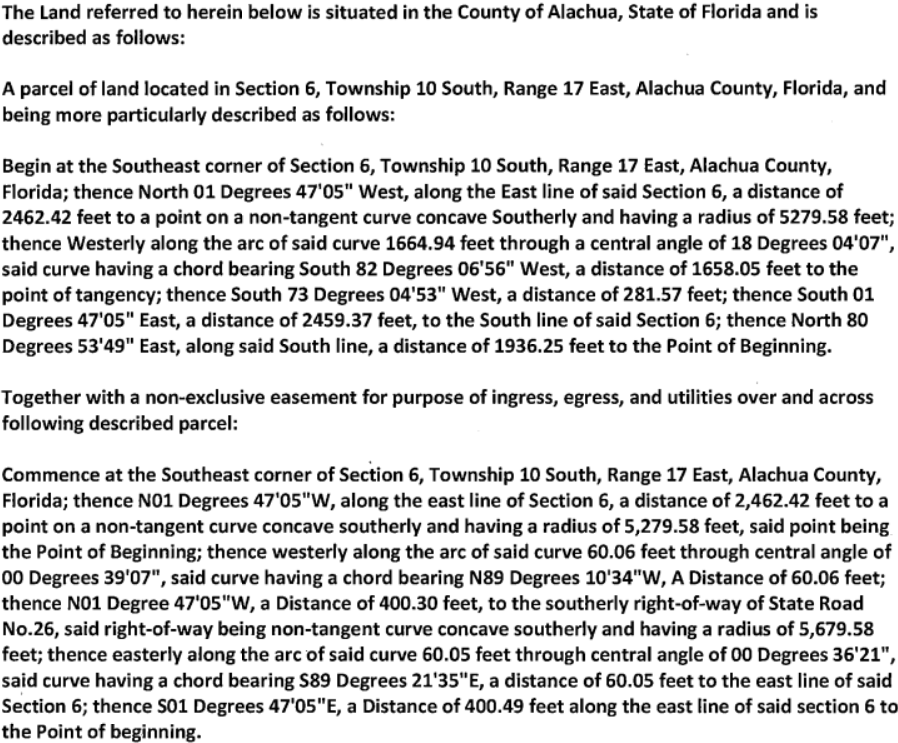 The Land referred to herein below is situated in the County of Alachua, State of Florida and is
described as follows:
A parcel of land located in Section 6, Township 10 South, Range 17 East, Alachua County, Florida, and
being more particularly described as follows:
Begin at the Southeast corner of Section 6, Township 10 South, Range 17 East, Alachua County,
Florida; thence North 01 Degrees 47'05" West, along the East line of said Section 6, a distance of
2462.42 feet to a point on a non-tangent curve concave Southerly and having a radius of 5279.58 feet;
thence Westerly along the arc of said curve 1664.94 feet through a central angle of 18 Degrees 04'07",
said curve having a chord bearing South 82 Degrees 06'56" West, a distance of 1658.05 feet to the
point of tangency; thence South 73 Degrees 04'53" West, a distance of 281.57 feet; thence South 01
Degrees 47'05" East, a distance of 2459.37 feet, to the South line of said Section 6; thence North 80
Degrees 53'49" East, along said South line, a distance of 1936.25 feet to the Point of Beginning.
Together with a non-exclusive easement for purpose of ingress, egress, and utilities over and across
following described parcel:
Commence at the Southeast corner of Section 6, Township 10 South, Range 17 East, Alachua County,
Florida; thence N01 Degrees 47'05"W, along the east line of Section 6, a distance of 2,462.42 feet to a
point on a non-tangent curve concave southerly and having a radius of 5,279.58 feet, said point being
the Point of Beginning; thence westerly along the arc of said curve 60.06 feet through central angle of
00 Degrees 39'07", said curve having a chord bearing N89 Degrees 10'34"W, A Distance of 60.06 feet;
thence N01 Degree 47'05"W, a Distance of 400.30 feet, to the southerly right-of-way of State Road
No.26, said right-of-way being non-tangent curve concave southerly and having a radius of 5,679.58
feet; thence easterly along the arc of said curve 60.05 feet through central angle of 00 Degrees 36'21",
said curve having a chord bearing S89 Degrees 21'35"E, a distance of 60.05 feet to the east line of said
Section 6; thence S01 Degrees 47'05"E, a Distance of 400.49 feet along the east line of said section 6 to
the Point of beginning.